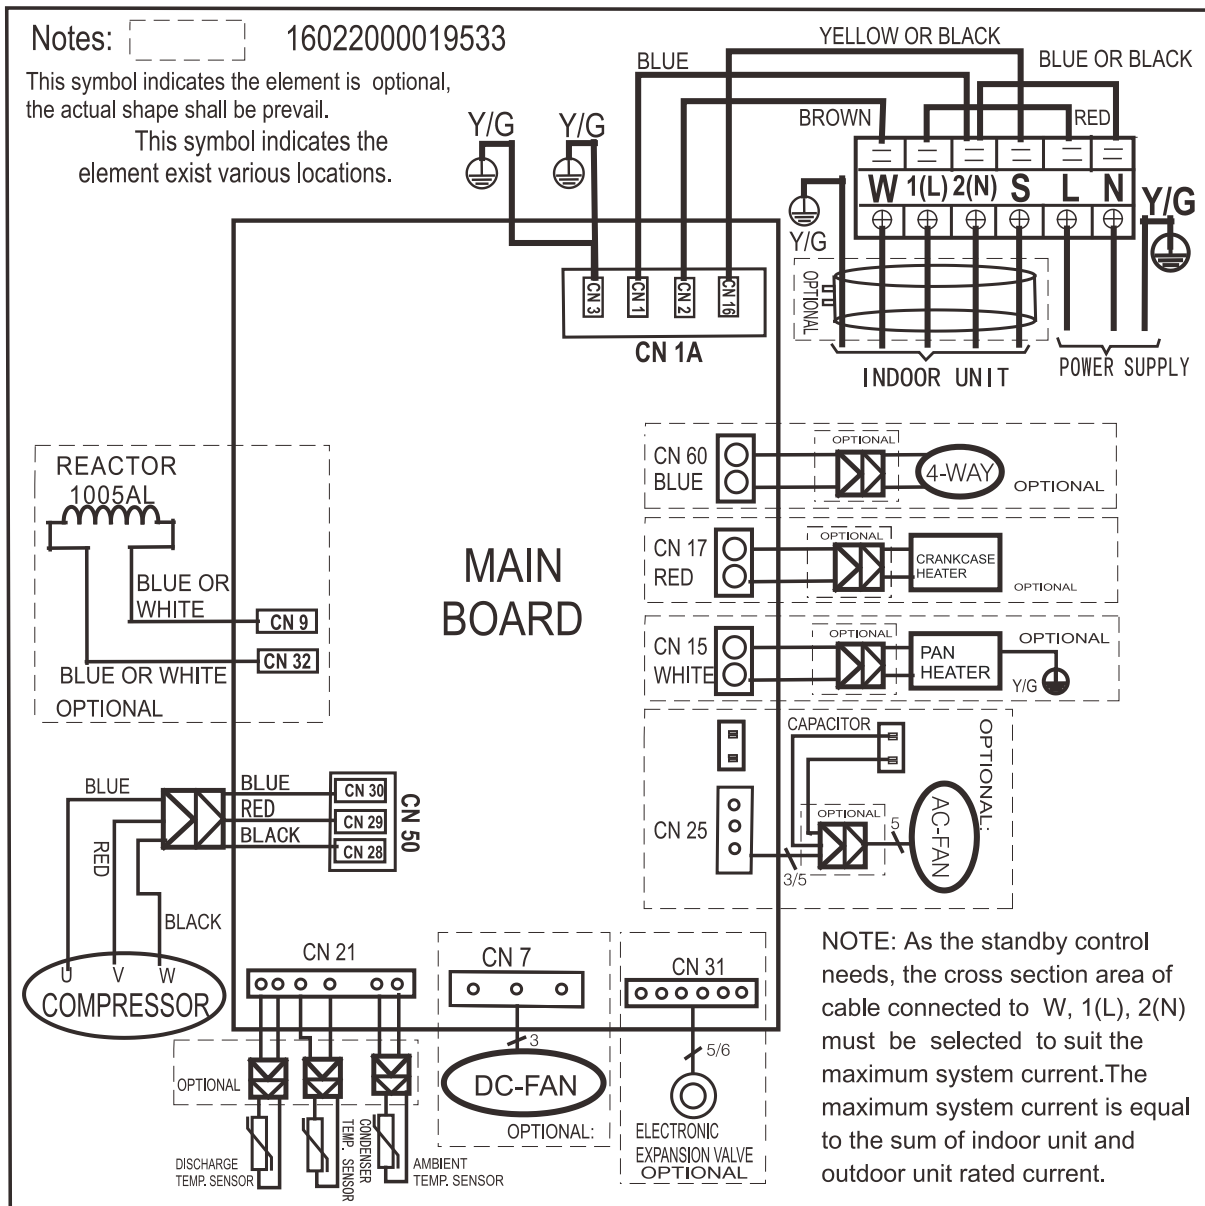 Notes: 16022000019533
This symbol indicates the element is optional,
the actual shape shall be prevail.
This symbol indicates the
element exist various locations.
Y/G
Y/G
BLUE
YELLOW OR BLACK
BLUE OR BLACK
BROWN
RED
W 1(L) 2(N) S L N
Y/G
Y/G
OPTIONAL
INDOOR UNIT
POWER SUPPLY
CN 3
CN 1
CN 2
CN 16
CN 1A
REACTOR
1005AL
BLUE OR
WHITE
CN 9
CN 32
BLUE OR WHITE
OPTIONAL
MAIN
BOARD
CN 60
BLUE
OPTIONAL
4-WAY
OPTIONAL
CN 17
RED
OPTIONAL
CRANKCASE
HEATER
OPTIONAL
CN 15
WHITE
OPTIONAL
PAN
HEATER
OPTIONAL
Y/G
CAPACITOR
OPTIONAL:
CN 25
OPTIONAL
3/5
5
AC-FAN
BLUE
RED
BLACK
BLUE
RED
BLACK
CN 30
CN 29
CN 28
CN 50
U V W
COMPRESSOR
CN 21
OPTIONAL
DISCHARGE
TEMP. SENSOR
CONDENSER
TEMP. SENSOR
AMBIENT
TEMP. SENSOR
CN 7
3
DC-FAN
OPTIONAL:
CN 31
5/6
ELECTRONIC
EXPANSION VALVE
OPTIONAL
NOTE: As the standby control
needs, the cross section area of
cable connected to W, 1(L), 2(N)
must be selected to suit the
maximum system current.The
maximum system current is equal
to the sum of indoor unit and
outdoor unit rated current.